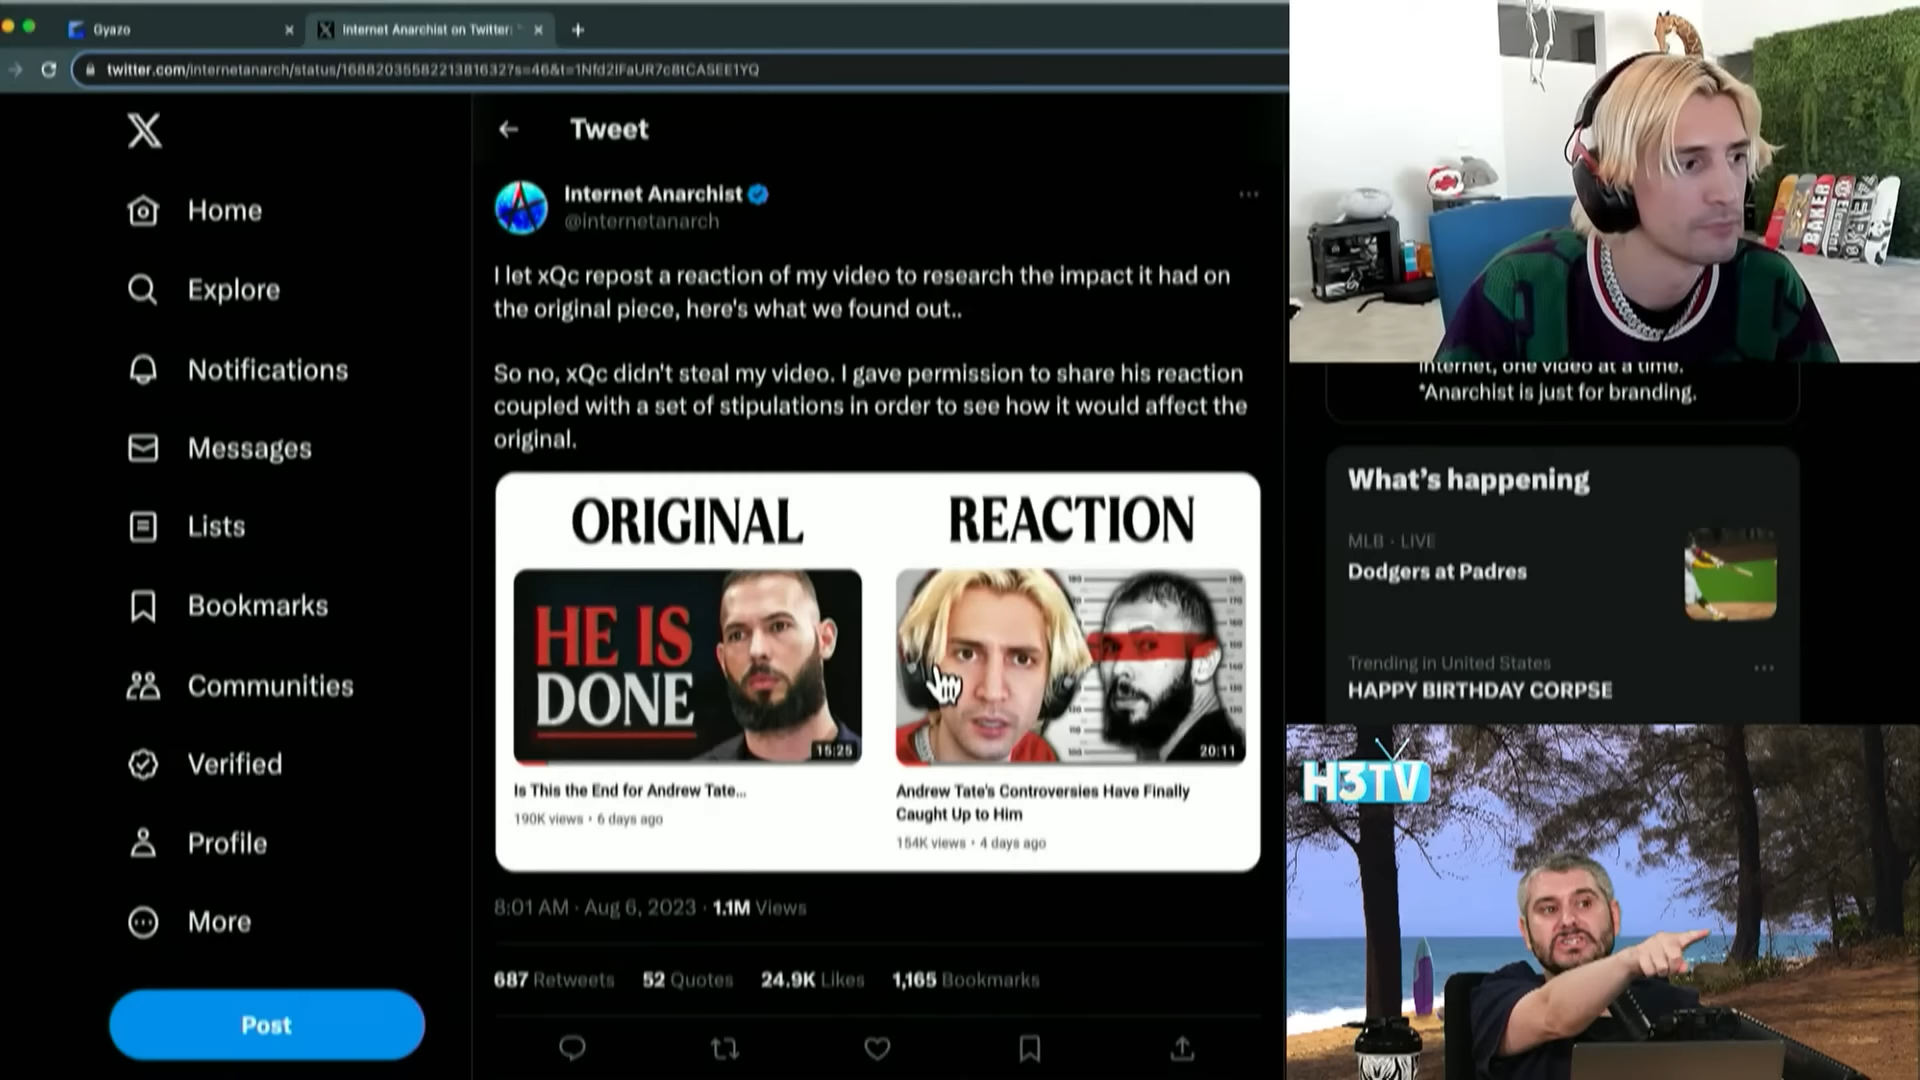 Gyazo
Internet Anarchist on Twitter: "
twitter.com/internetanarch/status/1688203558221381632?s=46&t=1Nfd2IFaUR7c8tCASEE1YQ
Home
Explore
Notifications
Messages
Lists
Bookmarks
Communities
Verified
Profile
More
Post
Tweet
Internet Anarchist
@internetanarch
I let xQc repost a reaction of my video to research the impact it had on
the original piece, here's what we found out..
So no, xQc didn't steal my video. I gave permission to share his reaction
coupled with a set of stipulations in order to see how it would affect the
original.
ORIGINAL
REACTION
HE IS
DONE
15:25
20:11
Is This the End for Andrew Tate...
190K views • 6 days ago
Andrew Tate's Controversies Have Finally
Caught Up to Him
154K views • 4 days ago
8:01 AM · Aug 6, 2023 · 1.1M Views
687 Retweets 52 Quotes 24.9K Likes 1,165 Bookmarks
BAKER
internet, one video at a time.
*Anarchist is just for branding.
What's happening
MLB · LIVE
Dodgers at Padres
Trending in United States
HAPPY BIRTHDAY CORPSE
H3TV